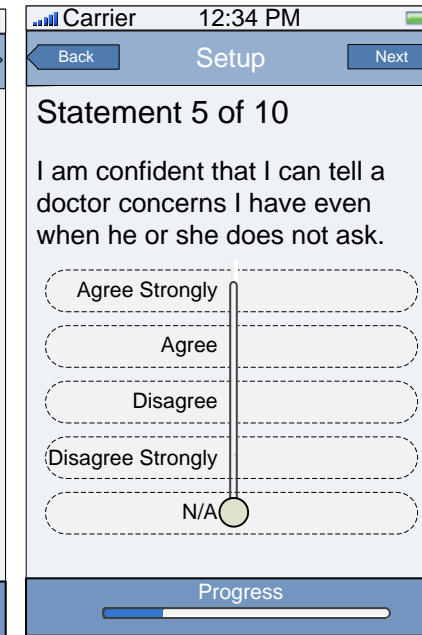 Carrier 12:34 PM
Back Setup Next
Statement 5 of 10
I am confident that I can tell a
doctor concerns I have even
when he or she does not ask.
Agree Strongly
Agree
Disagree
Disagree Strongly
N/A
Progress